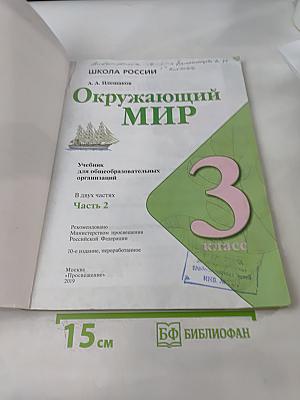 ШКОЛА РОССИИ
А. А. Плешаков
Окружающий
МИР
Учебник
для общеобразовательных
организаций
В двух частях
Часть 2
3
класс
Рекомендовано
Министерством просвещения
Российской Федерации
10-е издание, переработанное
Москва
«Просвещение»
2019
15 см
БФ БИБЛИОФАН